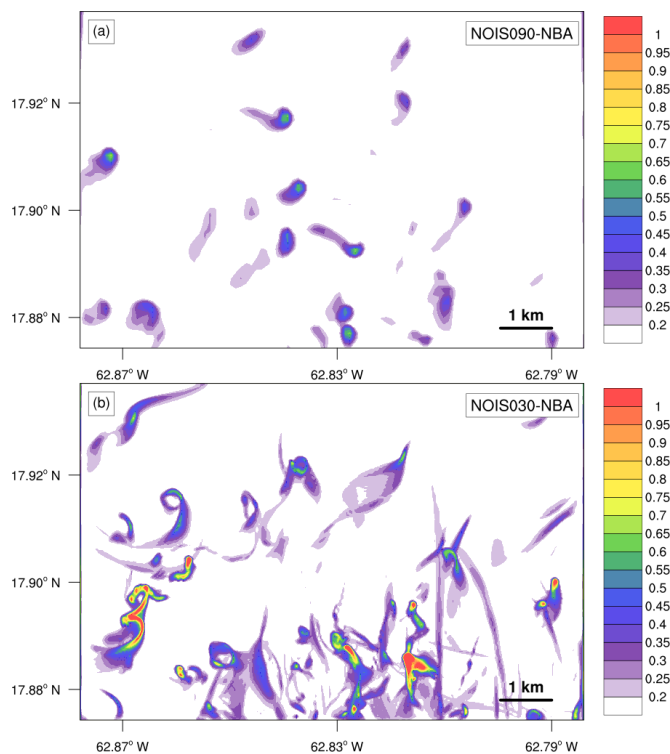 (a)
NOIS090-NBA
17.92° N
17.90° N
17.88° N
1 km
62.87° W
62.83° W
62.79° W
1
0.95
0.9
0.85
0.8
0.75
0.7
0.65
0.6
0.55
0.5
0.45
0.4
0.35
0.3
0.25
0.2
(b)
NOIS030-NBA
17.92° N
17.90° N
17.88° N
1 km
62.87° W
62.83° W
62.79° W
1
0.95
0.9
0.85
0.8
0.75
0.7
0.65
0.6
0.55
0.5
0.45
0.4
0.35
0.3
0.25
0.2